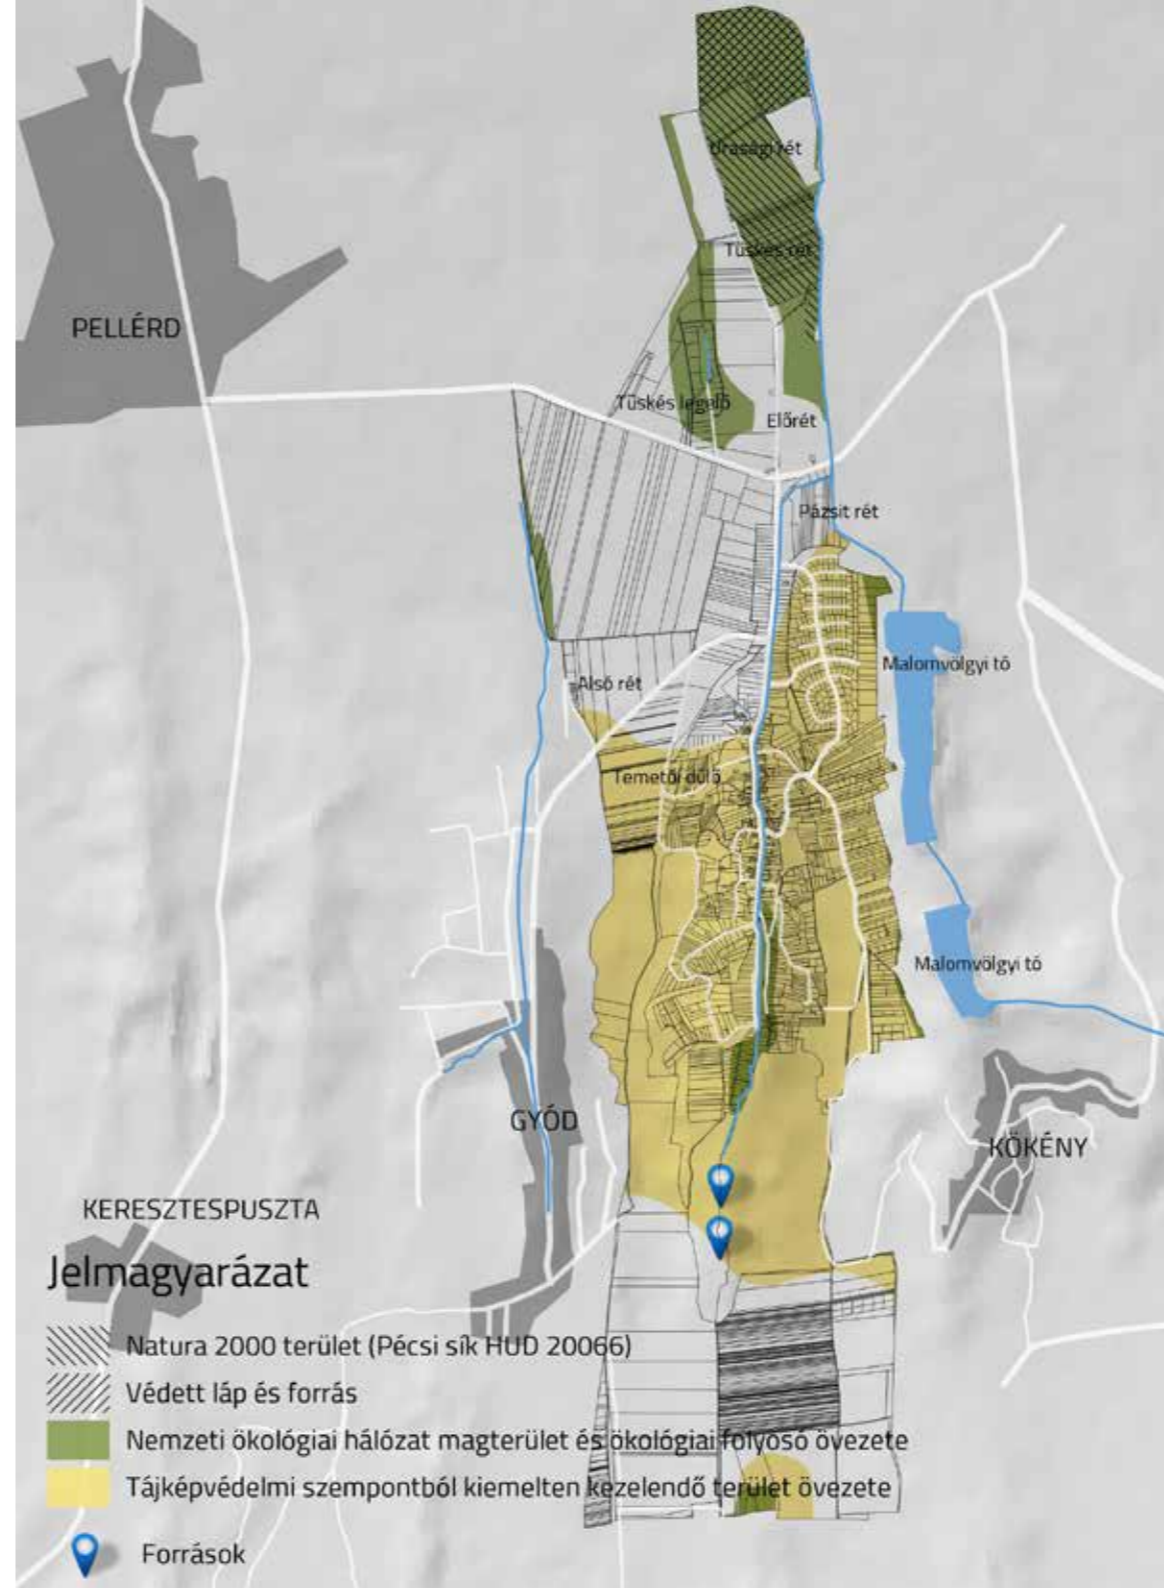 Urasági rét
Tüskés rét
PELLÉRD
Tüskés legelő
Előrét
Pázsit rét
Malomvölgyi tó
Alsó rét
Temetői dűlő
Malomvölgyi tó
GYÓD
KÖKÉNY
KERESZTESPUSZTA
Jelmagyarázat
Natura 2000 terület (Pécsi sík HUD 20066)
Védett láp és forrás
Nemzeti ökológiai hálózat magterület és ökológiai folyosó övezete
Tájképvédelmi szempontból kiemelten kezelendő terület övezete
Források